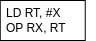 LD RT, #X
OP RX, RT